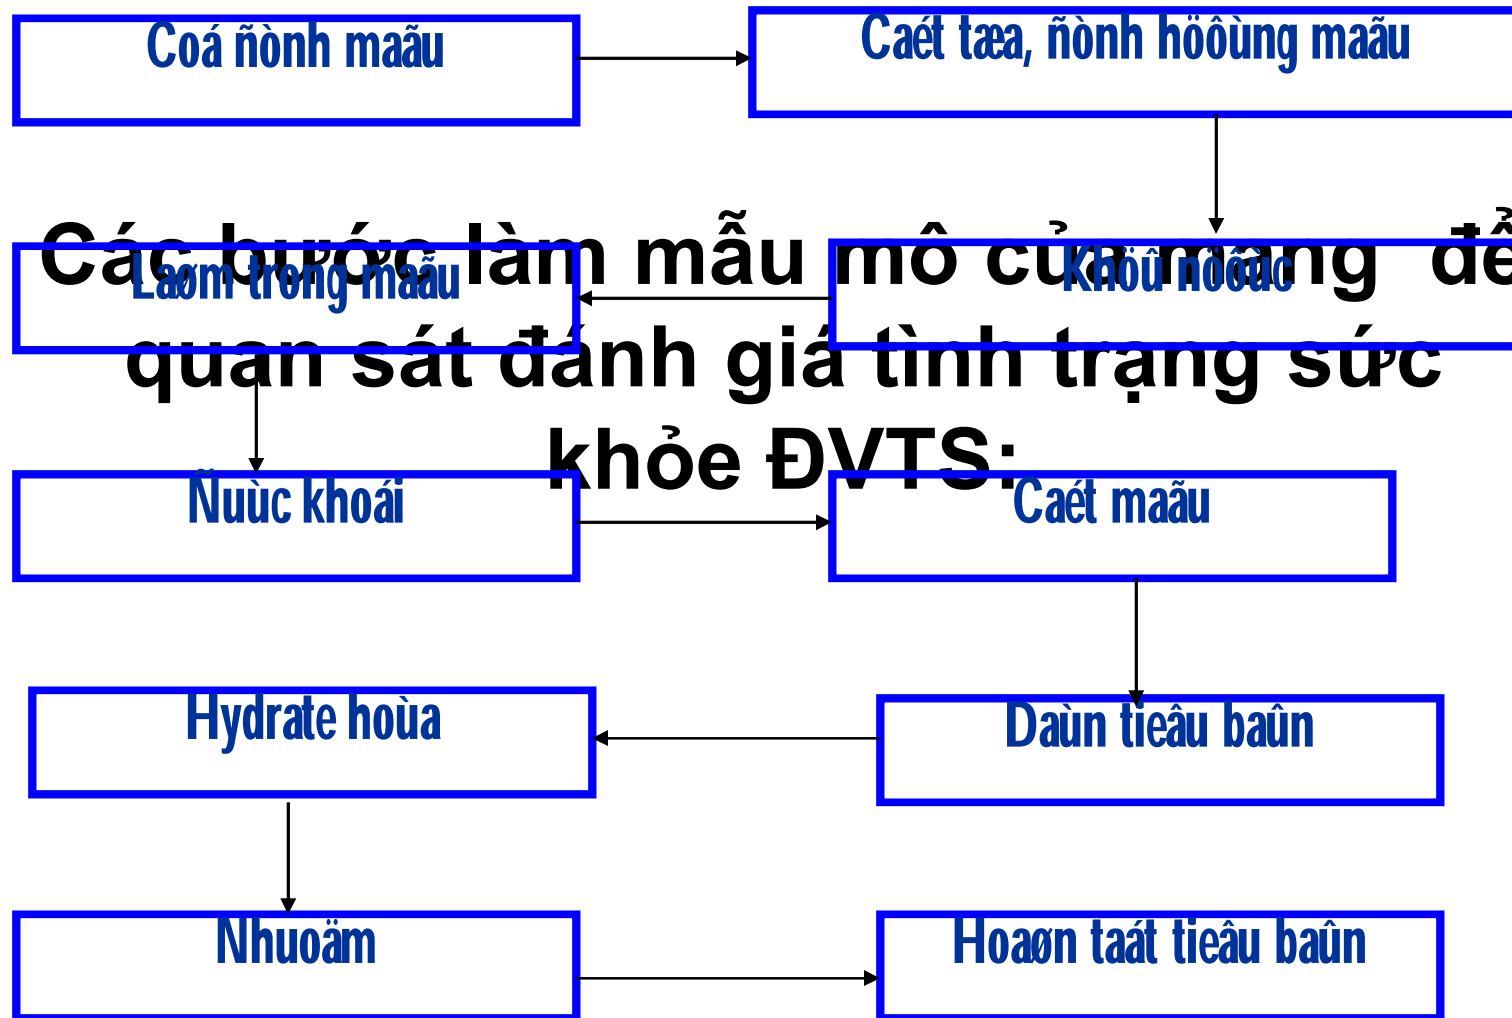 Coá ñònh maãu
Caét tæa, ñònh höôùng maãu
Các bước làm mẫu mô của mang để
Laøm trong maãu
Khöû nöôùc
quan sát đánh giá tình trạng sức
khỏe ĐVTS:
Ñuùc khoái
Caét maãu
Hydrate hoùa
Daùn tieâu baûn
Nhuoäm
Hoaøn taát tieâu baûn